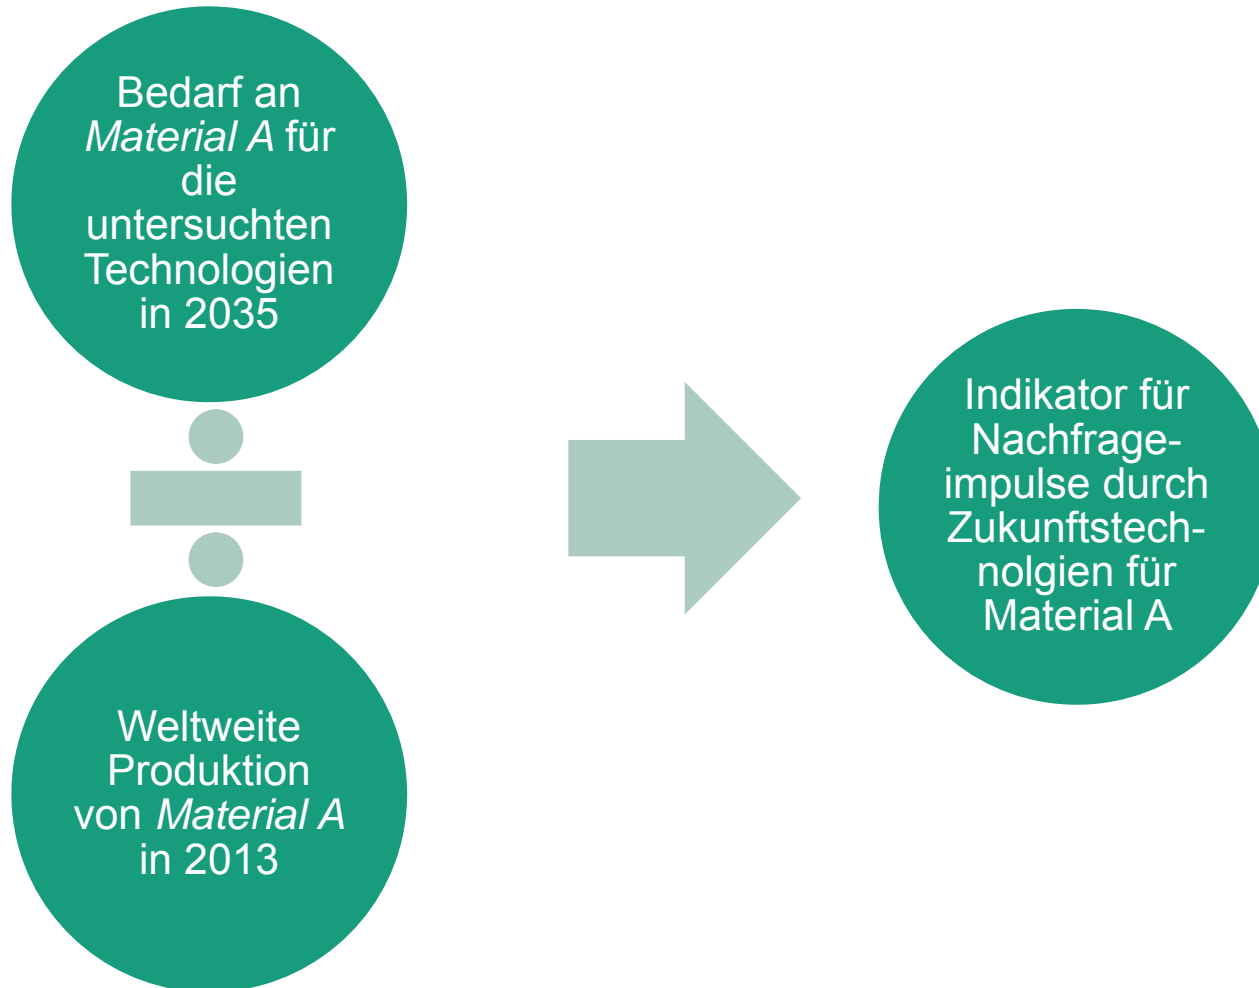 Bedarf an
Material A für
die
untersuchten
Technologien
in 2035
Weltweite
Produktion
von Material A
in 2013
Indikator für
Nachfrage-
impulse durch
Zukunftstech-
nolgien für
Material A